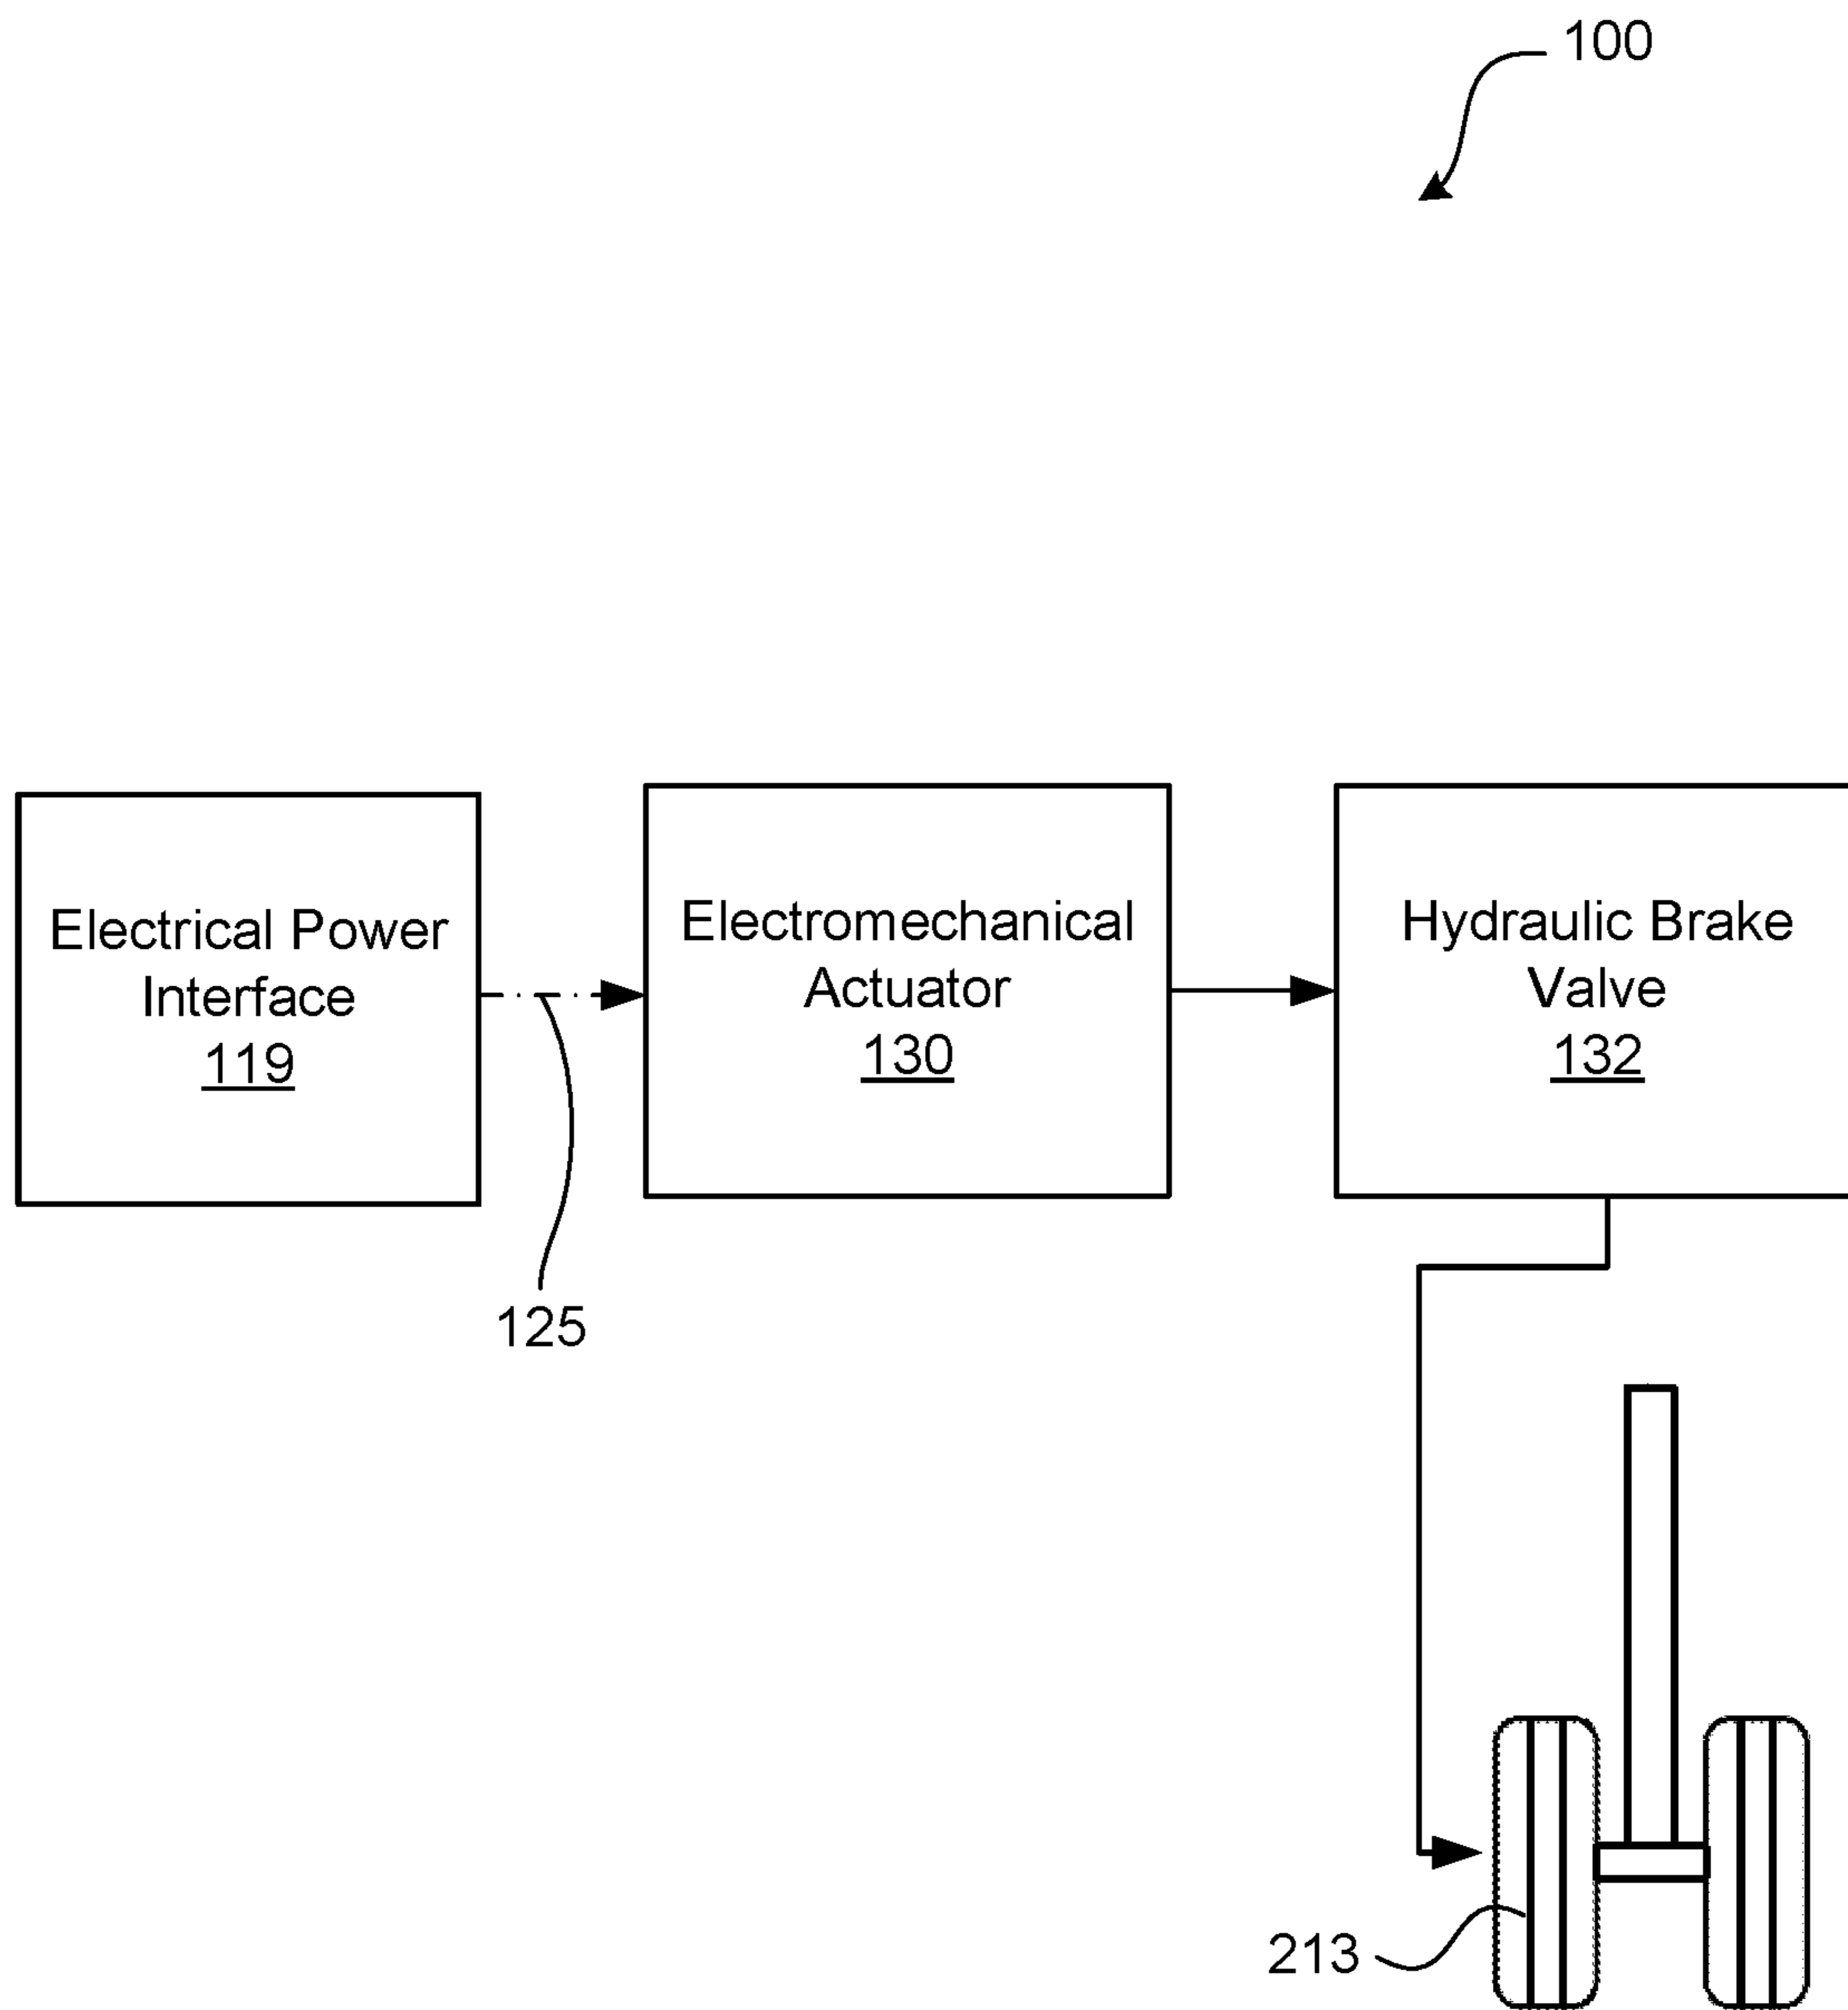 100
Electrical Power
Interface
119
Electromechanical
Actuator
130
Hydraulic Brake
Valve
132
125
213